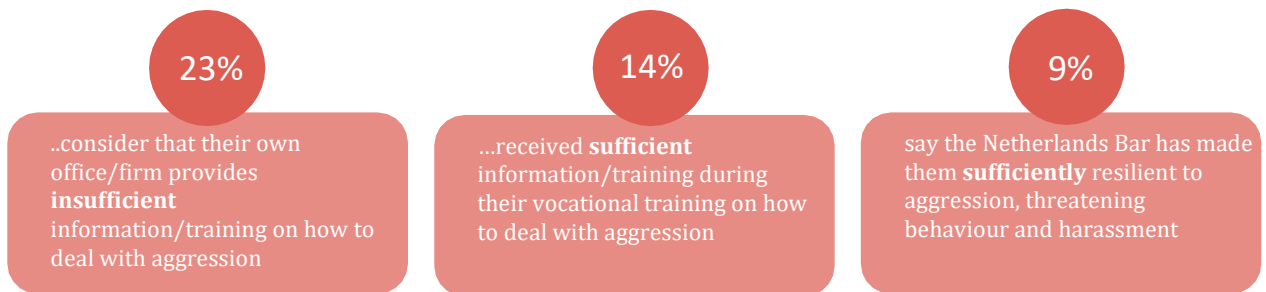 23%
..consider that their own
office/firm provides
insufficient
information/training on how to
deal with aggression
14%
...received sufficient
information/training during
their vocational training on how
to deal with aggression
9%
say the Netherlands Bar has made
them sufficiently resilient to
aggression, threatening
behaviour and harassment